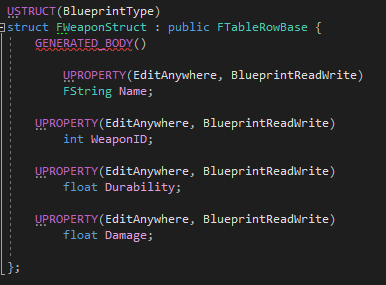 USTRUCT(BlueprintType)
struct FWeaponStruct : public FTableRowBase {
GENERATED_BODY()
UPROPERTY(EditAnywhere, BlueprintReadWrite)
FString Name;
UPROPERTY(EditAnywhere, BlueprintReadWrite)
int WeaponID;
UPROPERTY(EditAnywhere, BlueprintReadWrite)
float Durability;
UPROPERTY(EditAnywhere, BlueprintReadWrite)
float Damage;
};